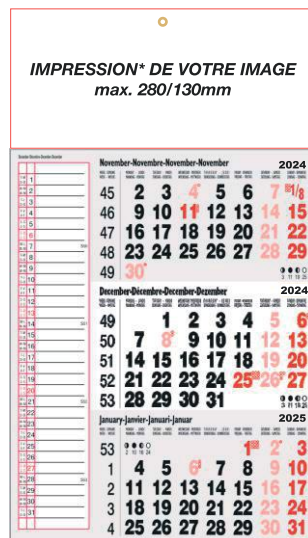 IMPRESSION* DE VOTRE IMAGE
max. 280/130mm
November-Novembre-November-November 2024
45 2 3 4 5 6 7 1/8
46 9 10 11 12 13 14 15
47 16 17 18 19 20 21 22
48 23 24 25 26 27 28 29
49 30
December-Décembre-December-Dezember 2024
49 1 2 3 4 5 6
50 7 8 9 10 11 12 13
51 14 15 16 17 18 19 20
52 21 22 23 24 25 26 27
53 28 29 30 31
January-Janvier-Januari-Januar 2025
53 1 2 3
1 4 5 6 7 8 9 10
2 11 12 13 14 15 16 17
3 18 19 20 21 22 23 24
4 25 26 27 28 29 30 31
1
2
3
4
5
6
7
8
9
10
11
12
13
14
15
16
17
18
19
20
21
22
23
24
25
26
27
28
29
30
31